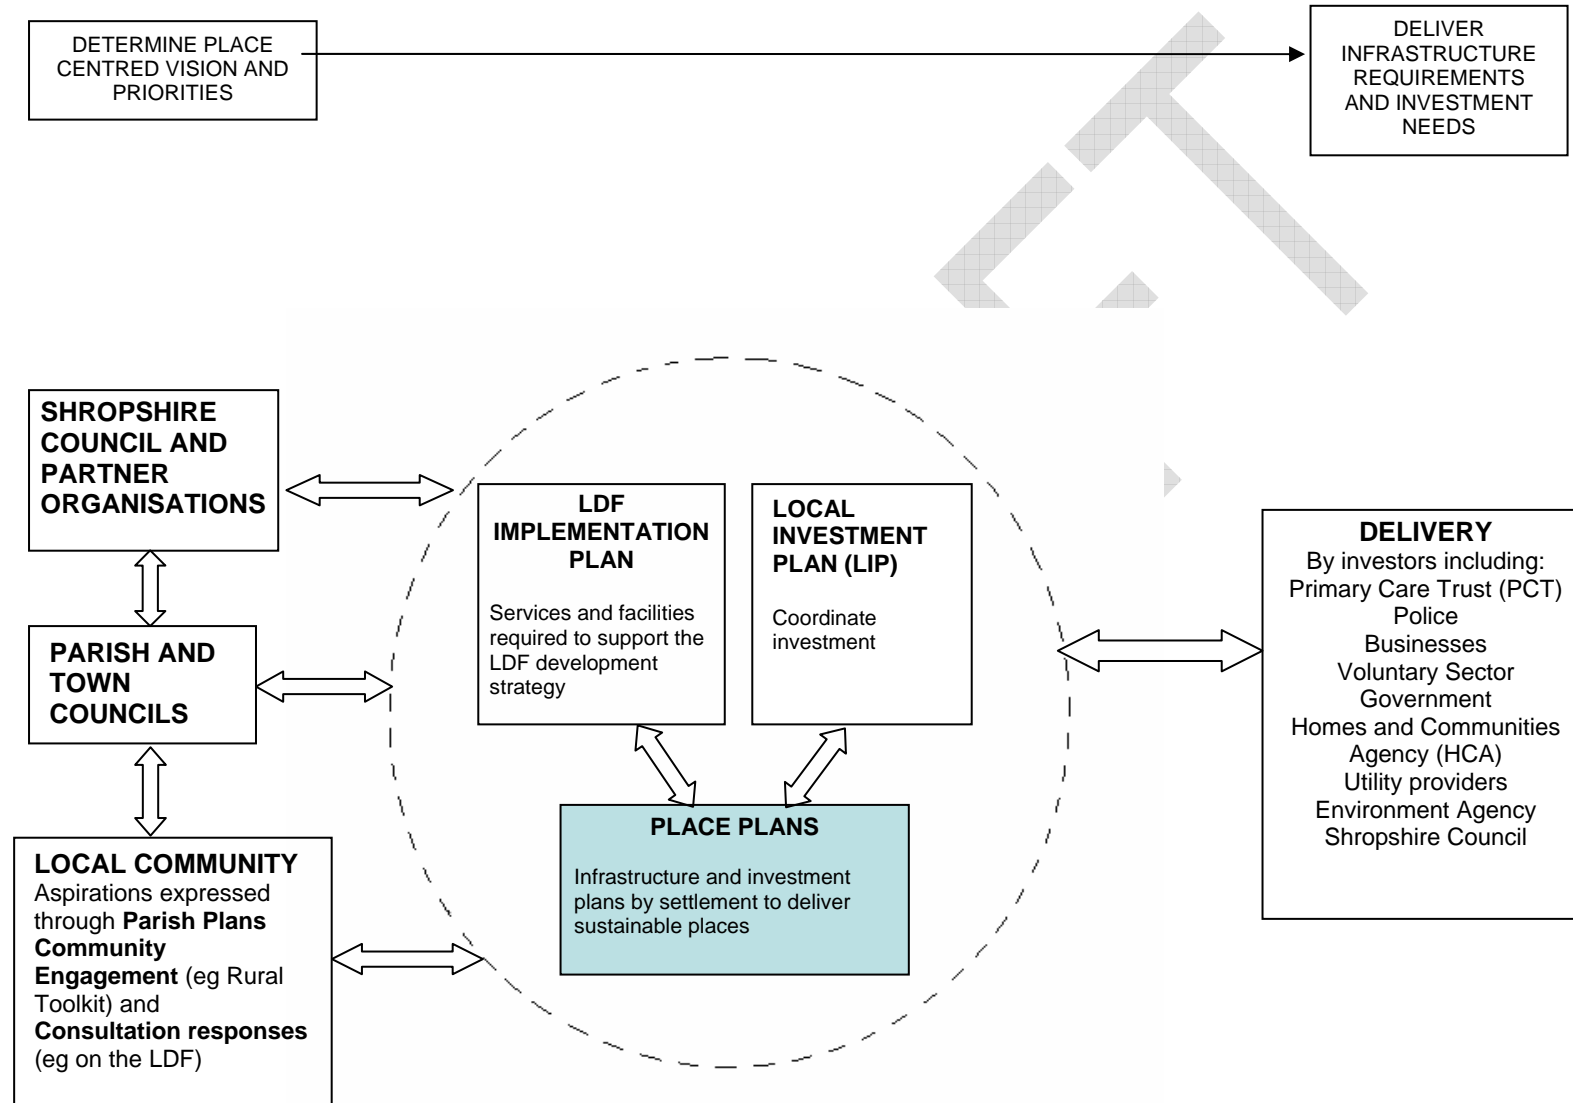 DETERMINE PLACE
CENTRED VISION AND
PRIORITIES
DELIVER
INFRASTRUCTURE
REQUIREMENTS
AND INVESTMENT
NEEDS
SHROPSHIRE
COUNCIL AND
PARTNER
ORGANISATIONS
PARISH AND
TOWN
COUNCILS
LOCAL COMMUNITY
Aspirations expressed
through Parish Plans
Community
Engagement (eg Rural
Toolkit) and
Consultation responses
(eg on the LDF)
LDF
IMPLEMENTATION
PLAN
Services and facilities
required to support the
LDF development
strategy
LOCAL
INVESTMENT
PLAN (LIP)
Coordinate
investment
PLACE PLANS
Infrastructure and investment
plans by settlement to deliver
sustainable places
DELIVERY
By investors including:
Primary Care Trust (PCT)
Police
Businesses
Voluntary Sector
Government
Homes and Communities
Agency (HCA)
Utility providers
Environment Agency
Shropshire Council